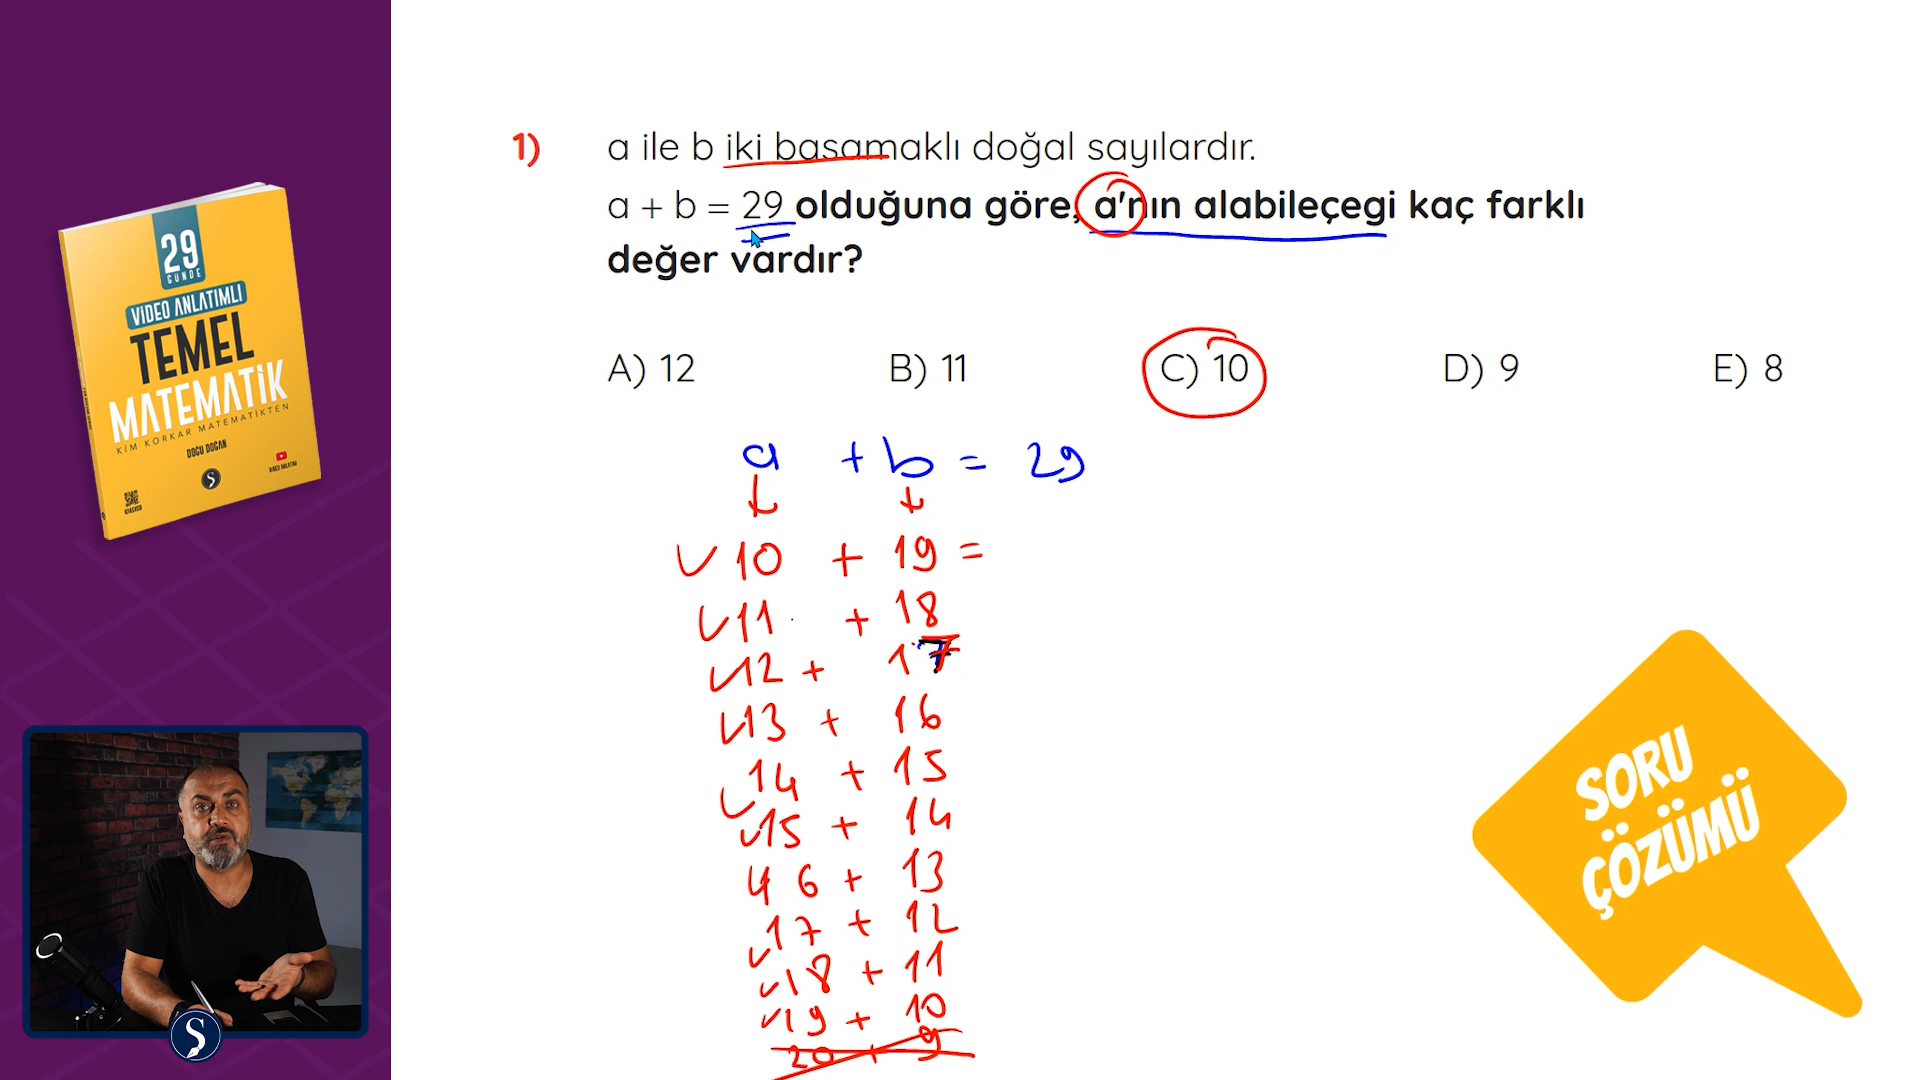 29
GÜNDE
VİDEO ANLATIMLI
TEMEL
MATEMATİK
KİM KORKAR MATEMATİKTEN
DOĞU DOĞAN
S
1) a ile b iki basamaklı doğal sayılardır.
a + b = 29 olduğuna göre, a'nın alabileçegi kaç farklı
değer vardır?
A) 12 B) 11 C) 10 D) 9 E) 8
a + b = 29
10 + 19 =
11 + 18
12 + 17
13 + 16
14 + 15
15 + 14
16 + 13
17 + 12
18 + 11
19 + 10
20 + 9
SORU
ÇÖZÜMÜ
S